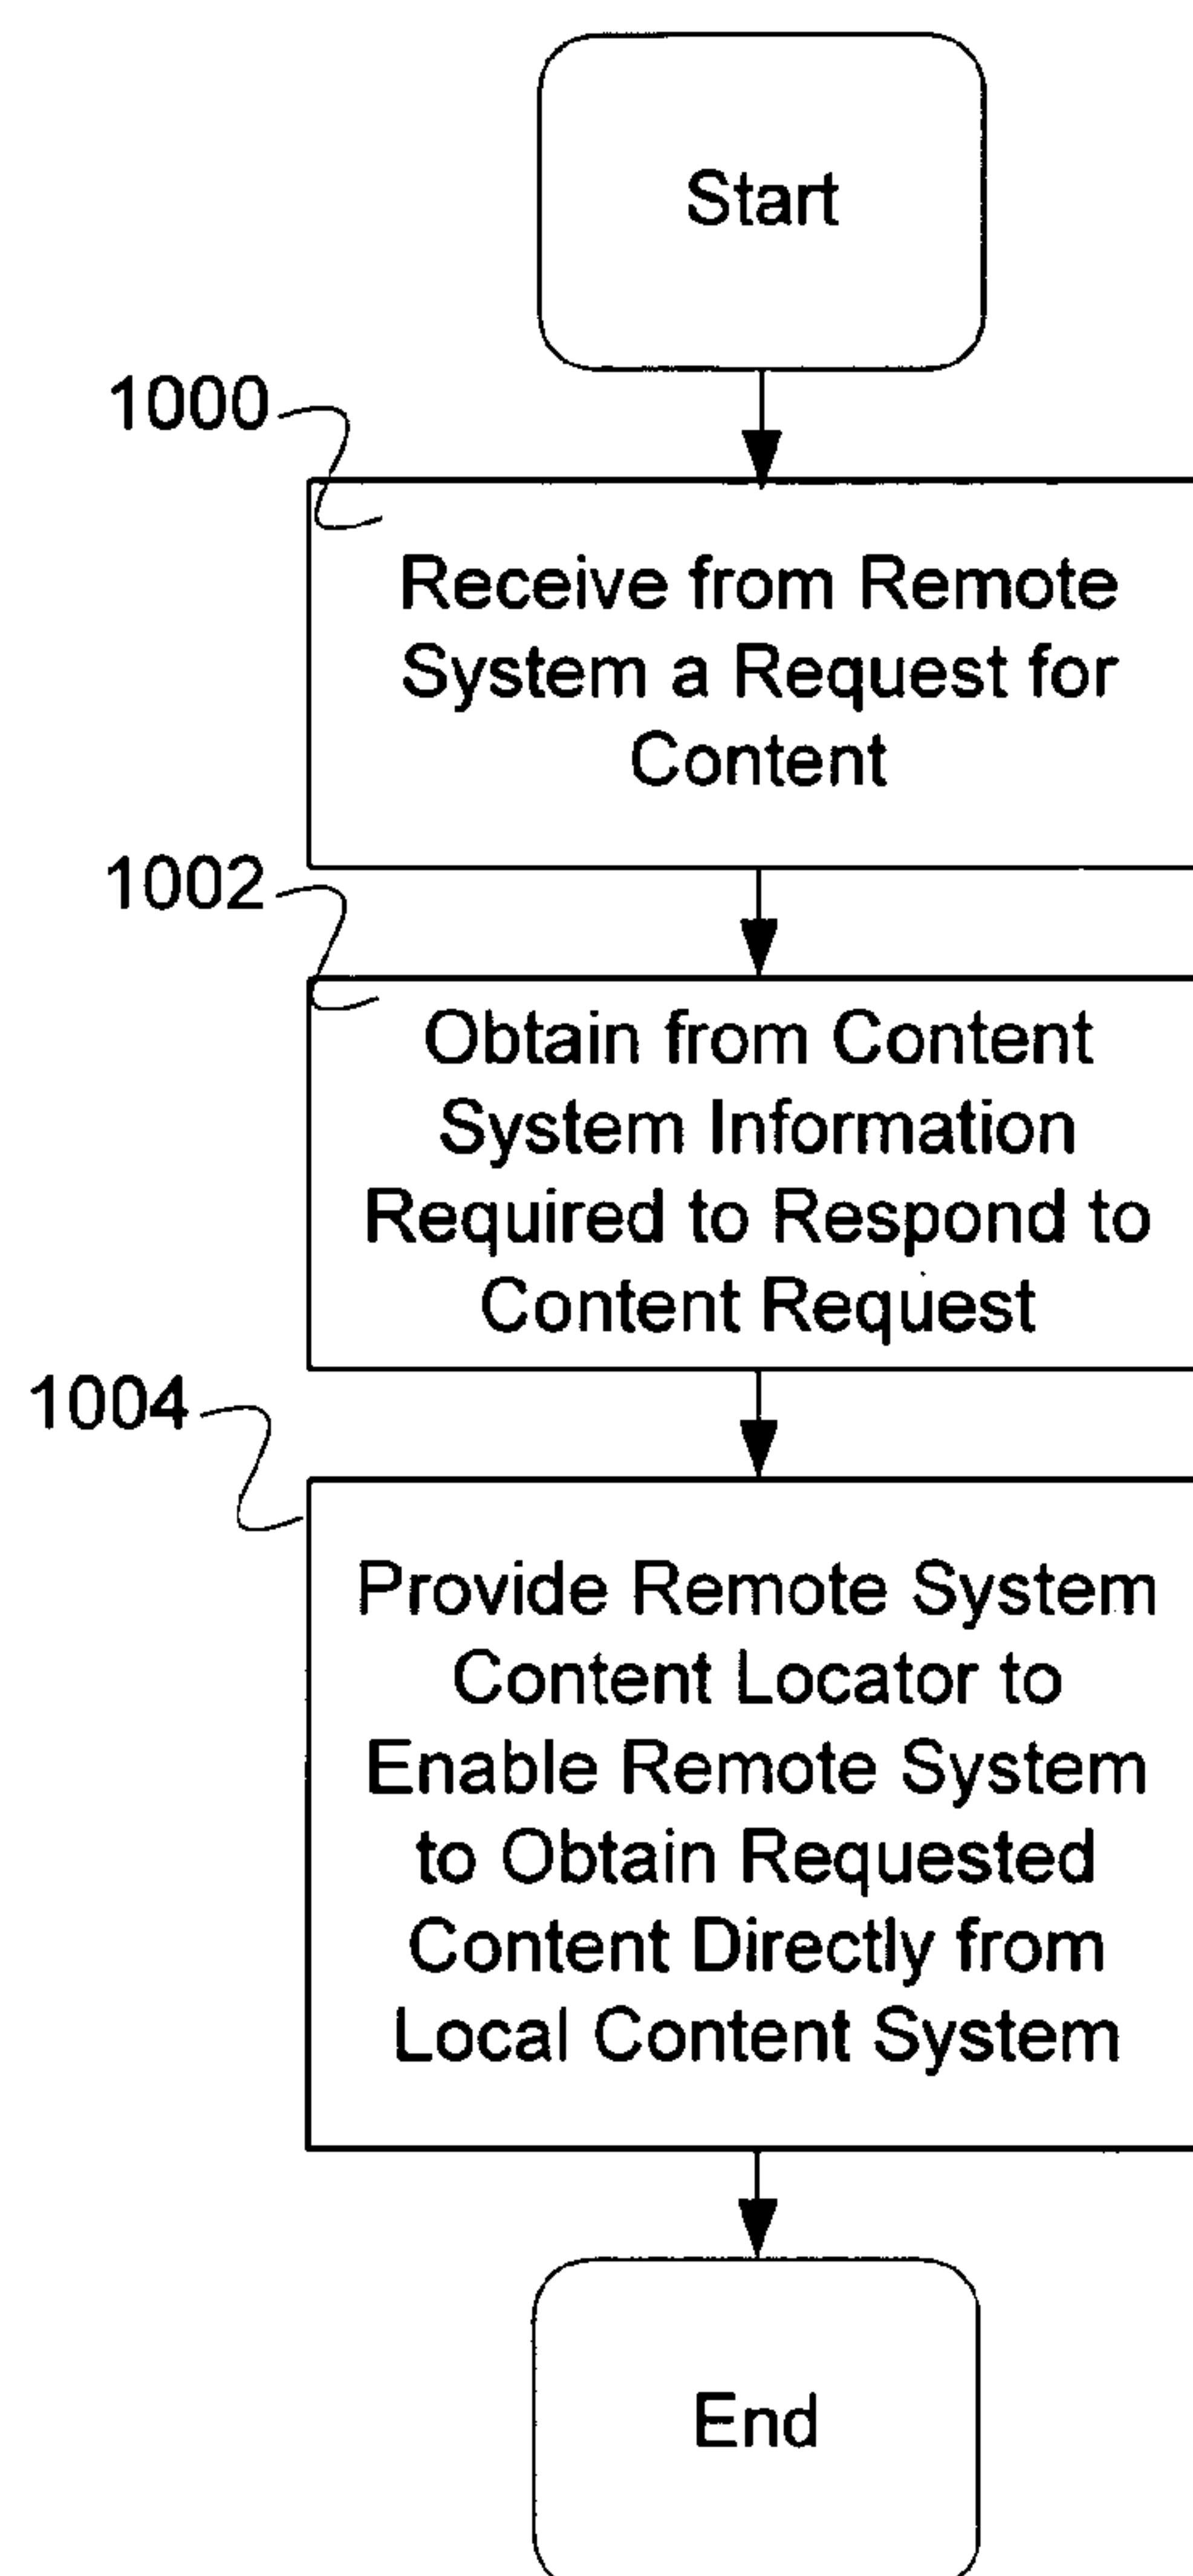 Start
1000
Receive from Remote
System a Request for
Content
1002
Obtain from Content
System Information
Required to Respond to
Content Request
1004
Provide Remote System
Content Locator to
Enable Remote System
to Obtain Requested
Content Directly from
Local Content System
End